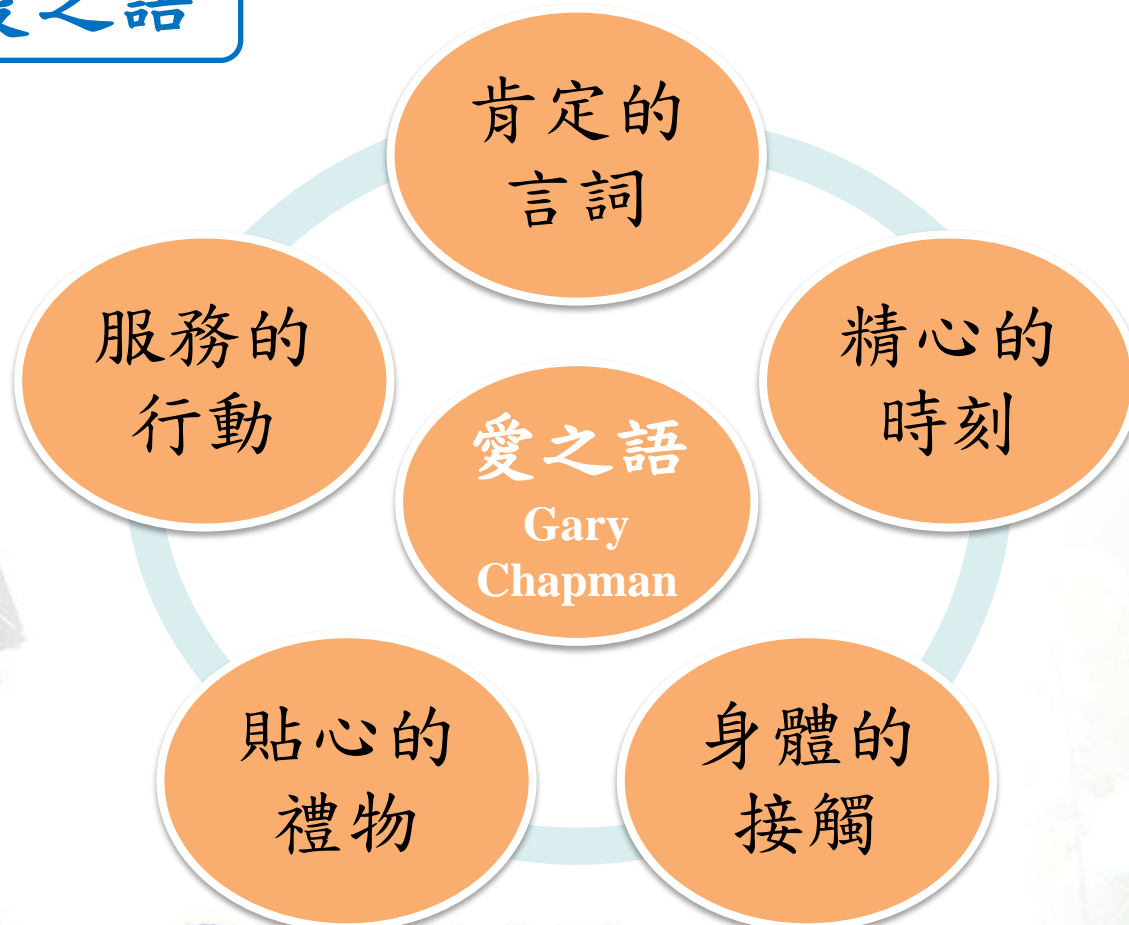 之語
肯定的
言詞
精心的
時刻
身體的
接觸
貼心的
禮物
服務的
行動
愛之語
Gary
Chapman